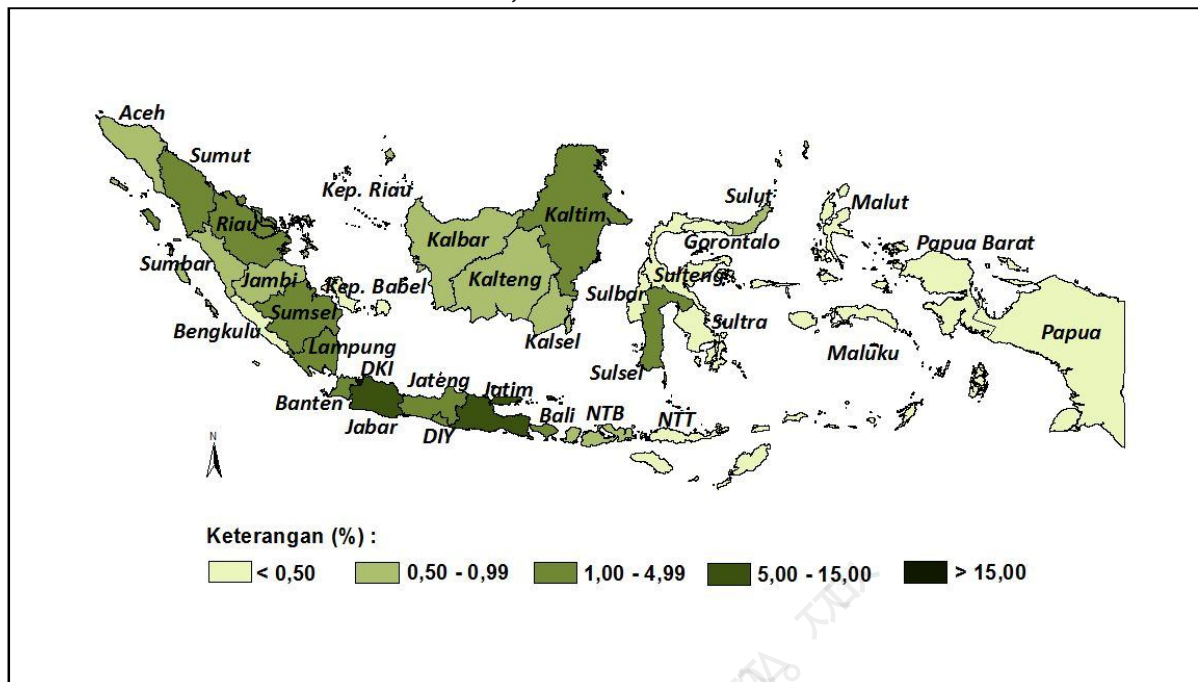 Aceh
Sumut
Kep. Riau
Riau
Sumbar
Jambi
Kep. Babel
Sumsel
Bengkulu
Lampung
DKI
Banten
Jabar
Jateng
DIY
Jatim
Bali
NTB
NTT
Kalbar
Kalteng
Kaltim
Kalsel
Sulut
Gorontalo
Sulteng
Sulbar
Sultra
Sulsel
Malut
Maluku
Papua Barat
Papua
N
Keterangan (%) :
< 0,50 0,50 - 0,99 1,00 - 4,99 5,00 - 15,00 > 15,00